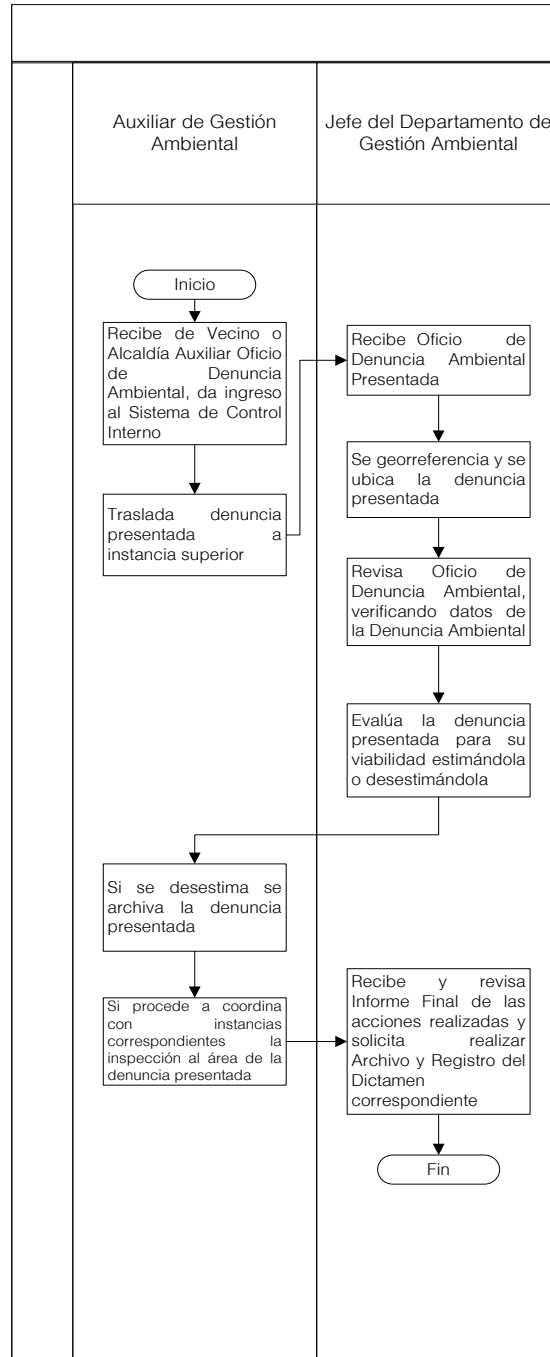 Auxiliar de Gestión
Ambiental
Jefe del Departamento de
Gestión Ambiental
Inicio
Recibe de Vecino o
Alcaldía Auxiliar Oficio
de Denuncia
Ambiental, da ingreso
al Sistema de Control
Interno
Traslada denuncia
presentada a
instancia superior
Recibe Oficio de
Denuncia Ambiental
Presentada
Se georreferencia y se
ubica la denuncia
presentada
Revisa Oficio de
Denuncia Ambiental,
verificando datos de
la Denuncia Ambiental
Evalúa la denuncia
presentada para su
viabilidad estimándola
o desestimándola
Si se desestima se
archiva la denuncia
presentada
Si procede a coordina
con instancias
correspondientes la
inspección al área de la
denuncia presentada
Recibe y revisa
Informe Final de las
acciones realizadas y
solicita realizar
Archivo y Registro del
Dictamen
correspondiente
Fin